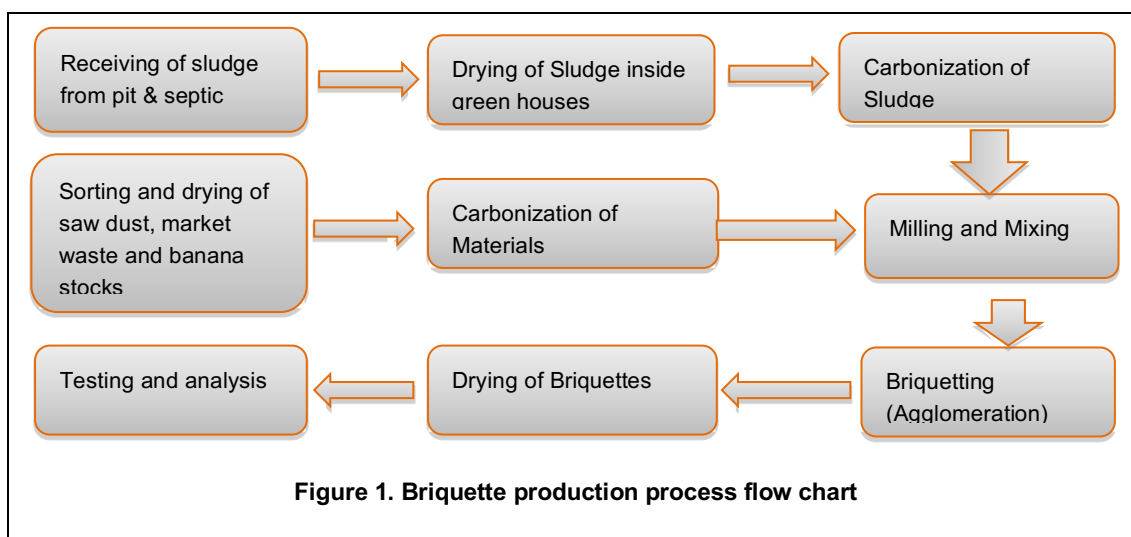 Receiving of sludge
from pit & septic
Drying of Sludge inside
green houses
Carbonization of
Sludge
Sorting and drying of
saw dust, market
waste and banana
stocks
Carbonization of
Materials
Milling and Mixing
Testing and analysis
Drying of Briquettes
Briquetting
(Agglomeration)
Figure 1. Briquette production process flow chart